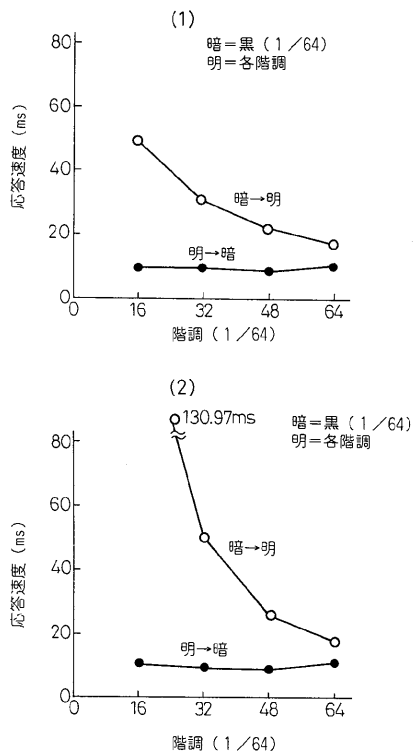 (1)
暗=黒(1/64)
明=各階調
80
60
40
20
0
応答速度(ms)
暗→明
明→暗
0 16 32 48 64
階調(1/64)
(2)
130.97ms
暗=黒(1/64)
明=各階調
80
60
40
20
0
応答速度(ms)
暗→明
明→暗
0 16 32 48 64
階調(1/64)